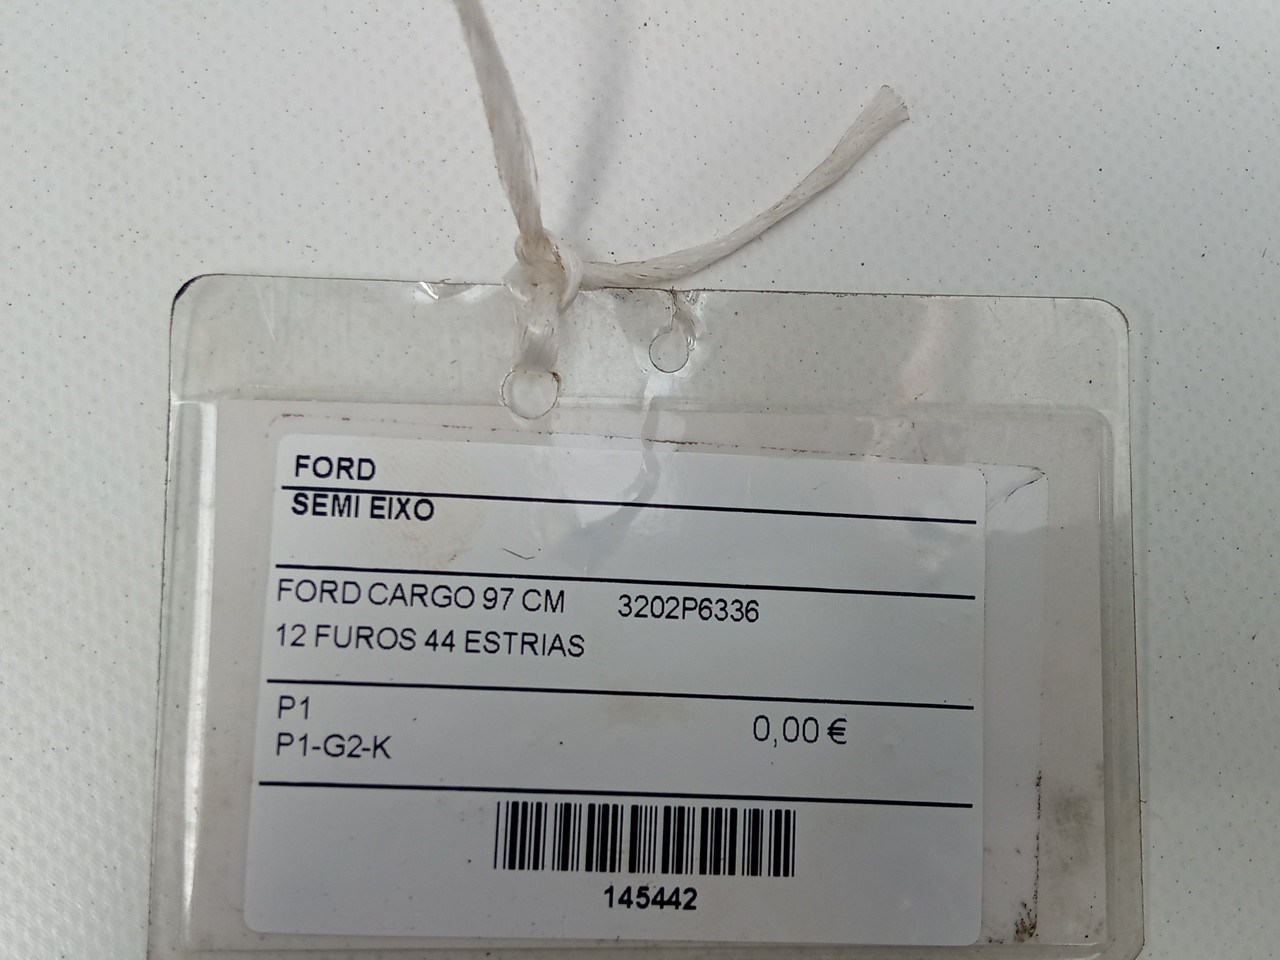 FORD
SEMI EIXO
FORD CARGO 97 CM 3202P6336
12 FUROS 44 ESTRIAS
P1
P1-G2-K 0,00 €
145442